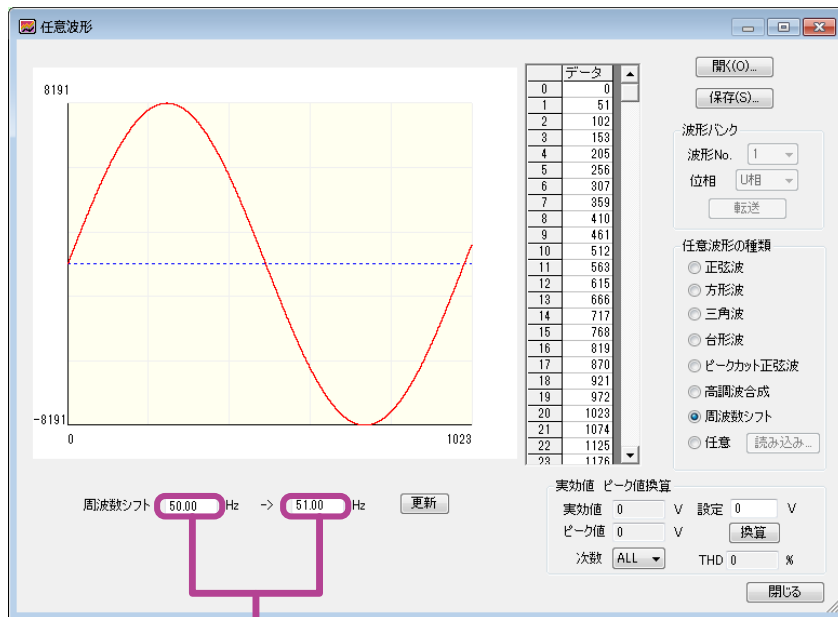 任意波形
8191
-8191
0
1023
周波数シフト 50.00 Hz -> 51.00 Hz 更新
データ
0 0
1 51
2 102
3 153
4 205
5 256
6 307
7 359
8 410
9 461
10 512
11 563
12 615
13 666
14 717
15 768
16 819
17 870
18 921
19 972
20 1023
21 1074
22 1125
23 1176
開く(O)...
保存(S)...
波形バンク
波形No. 1
位相 U相
転送
任意波形の種類
正弦波
方形波
三角波
台形波
ピークカット正弦波
高調波合成
周波数シフト
任意 読み込み...
実効値 ピーク値換算
実効値 0 V 設定 0 V
ピーク値 0 V 換算
次数 ALL THD 0 %
閉じる